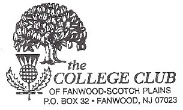 the
COLLEGE CLUB
OF FANWOOD-SCOTCH PLAINS
P.O. BOX 32 • FANWOOD, NJ 07023